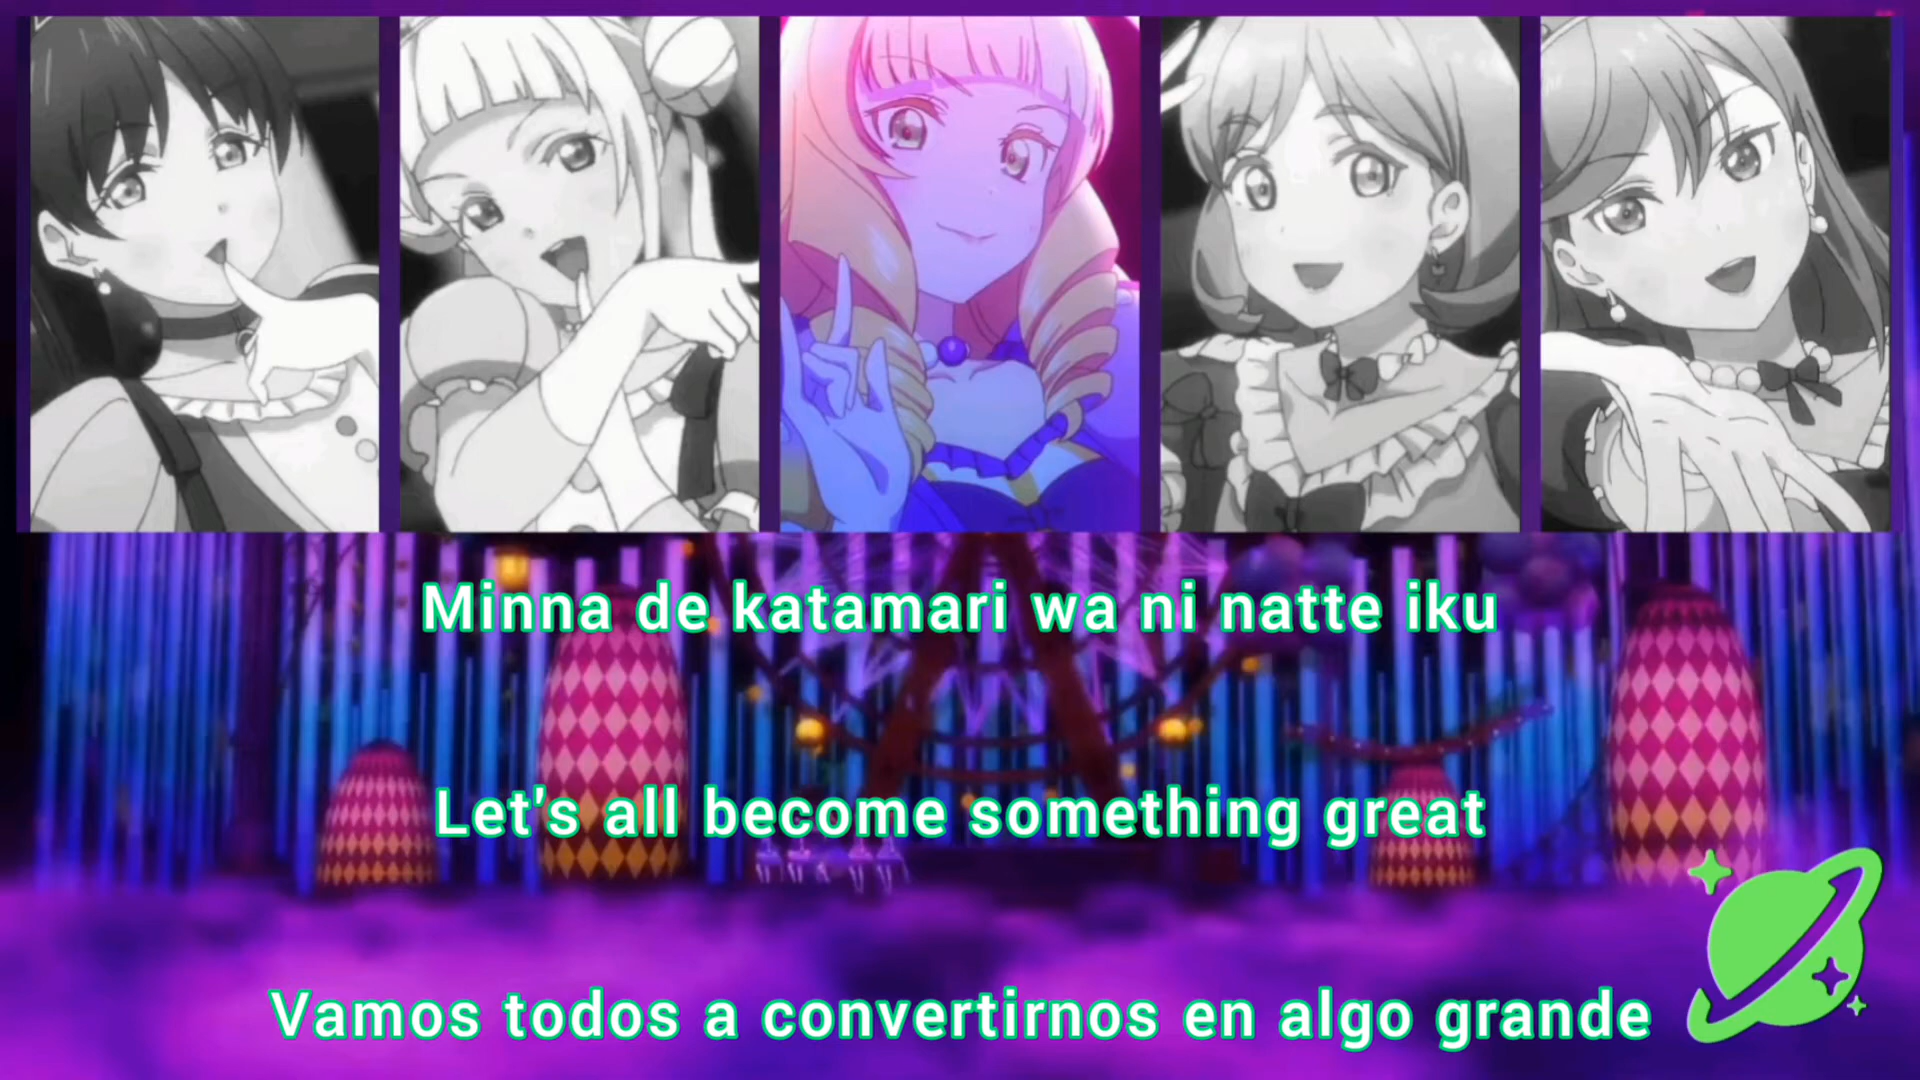 Minna de katamari wa ni natte iku
Let's all become something great
Vamos todos a convertirnos en algo grande